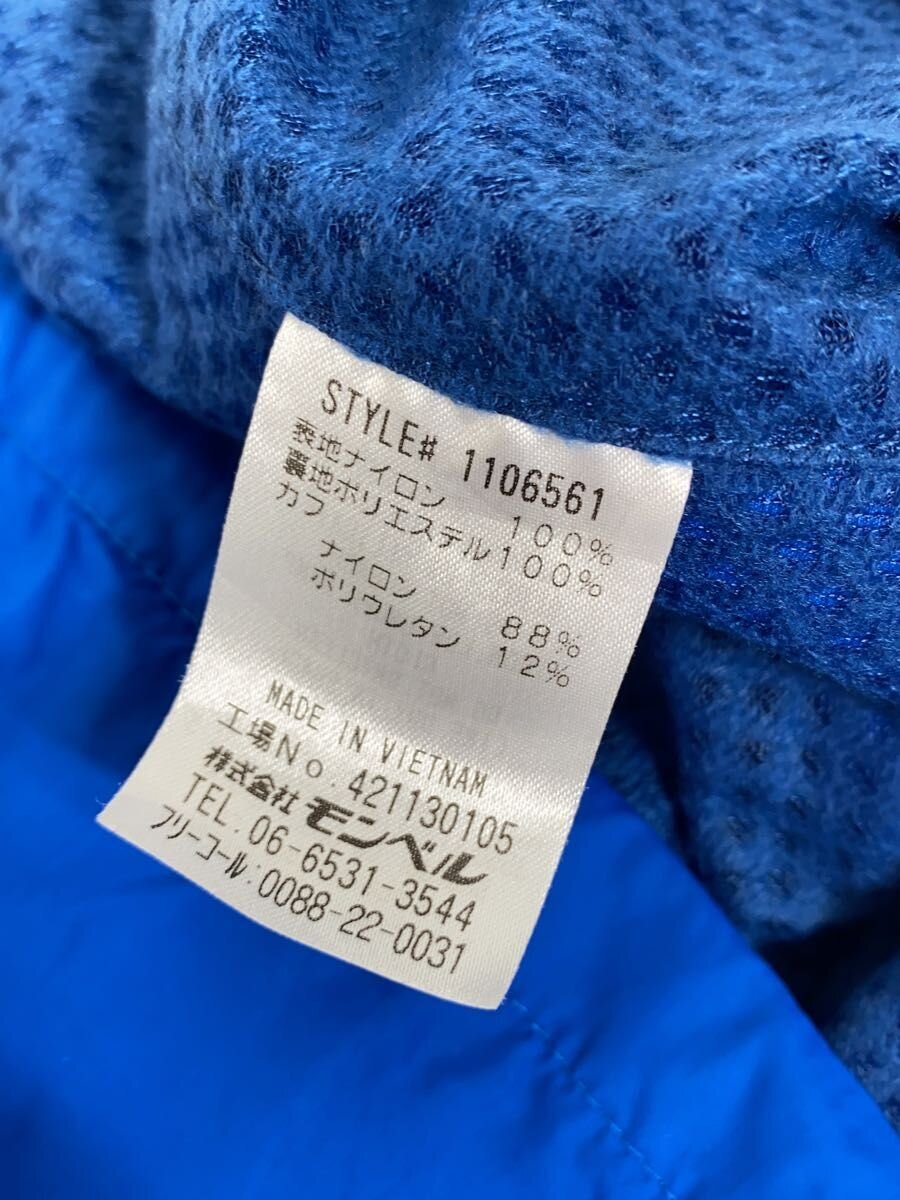 STYLE# 1106561
表地ナイロン 100%
裏地ポリエステル100%
カフ
ナイロン 88%
ポリウレタン 12%
MADE IN VIETNAM
工場No.421130105
株式会社 モンベル
TEL.06-6531-3544
フリーコール:0088-22-0031